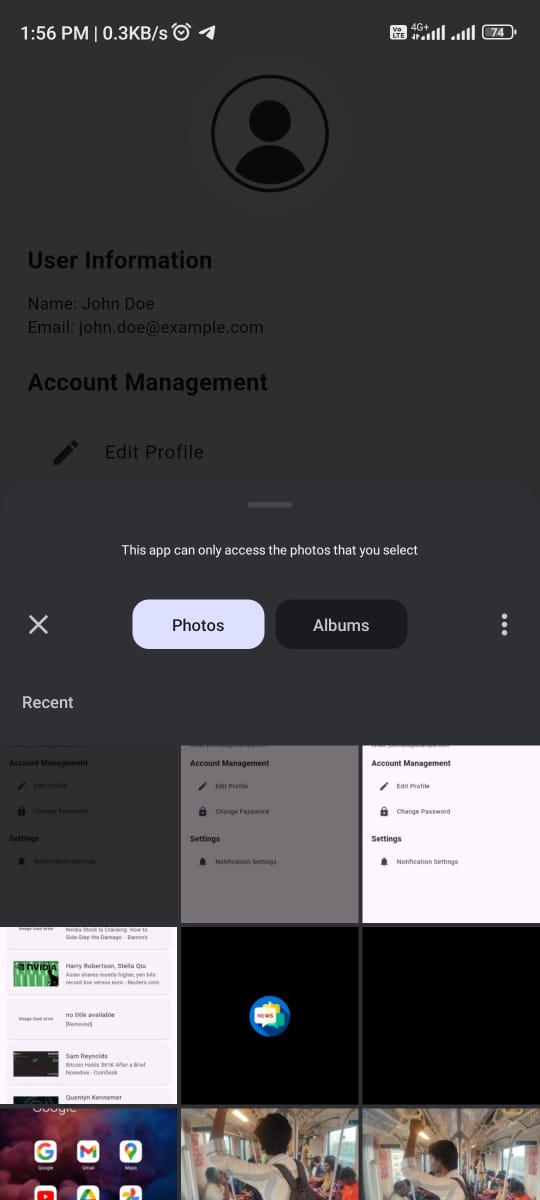 1:56 PM | 0.3KB/s
Vo LTE 4G+ 74
User Information
Name: John Doe
Email: john.doe@example.com
Account Management
Edit Profile
This app can only access the photos that you select
Photos
Albums
Recent
Account Management
Edit Profile
Change Password
Settings
Notification Settings
Account Management
Edit Profile
Change Password
Settings
Notification Settings
Account Management
Edit Profile
Change Password
Settings
Notification Settings
Image load error
Nvidia Stock Is Cracking. How to
Side-Step the Damage. - Barron's
NVIDIA
Harry Robertson, Stella Qiu
Asian shares mostly higher, yen hits
record low versus euro - Reuters.com
Image load error
no title available
[Removed]
Sam Reynolds
Bitcoin Holds $61K After a Brief
Nosedive - CoinDesk
Quentyn Kennemer
NEWS
Google
Google
Gmail
Maps